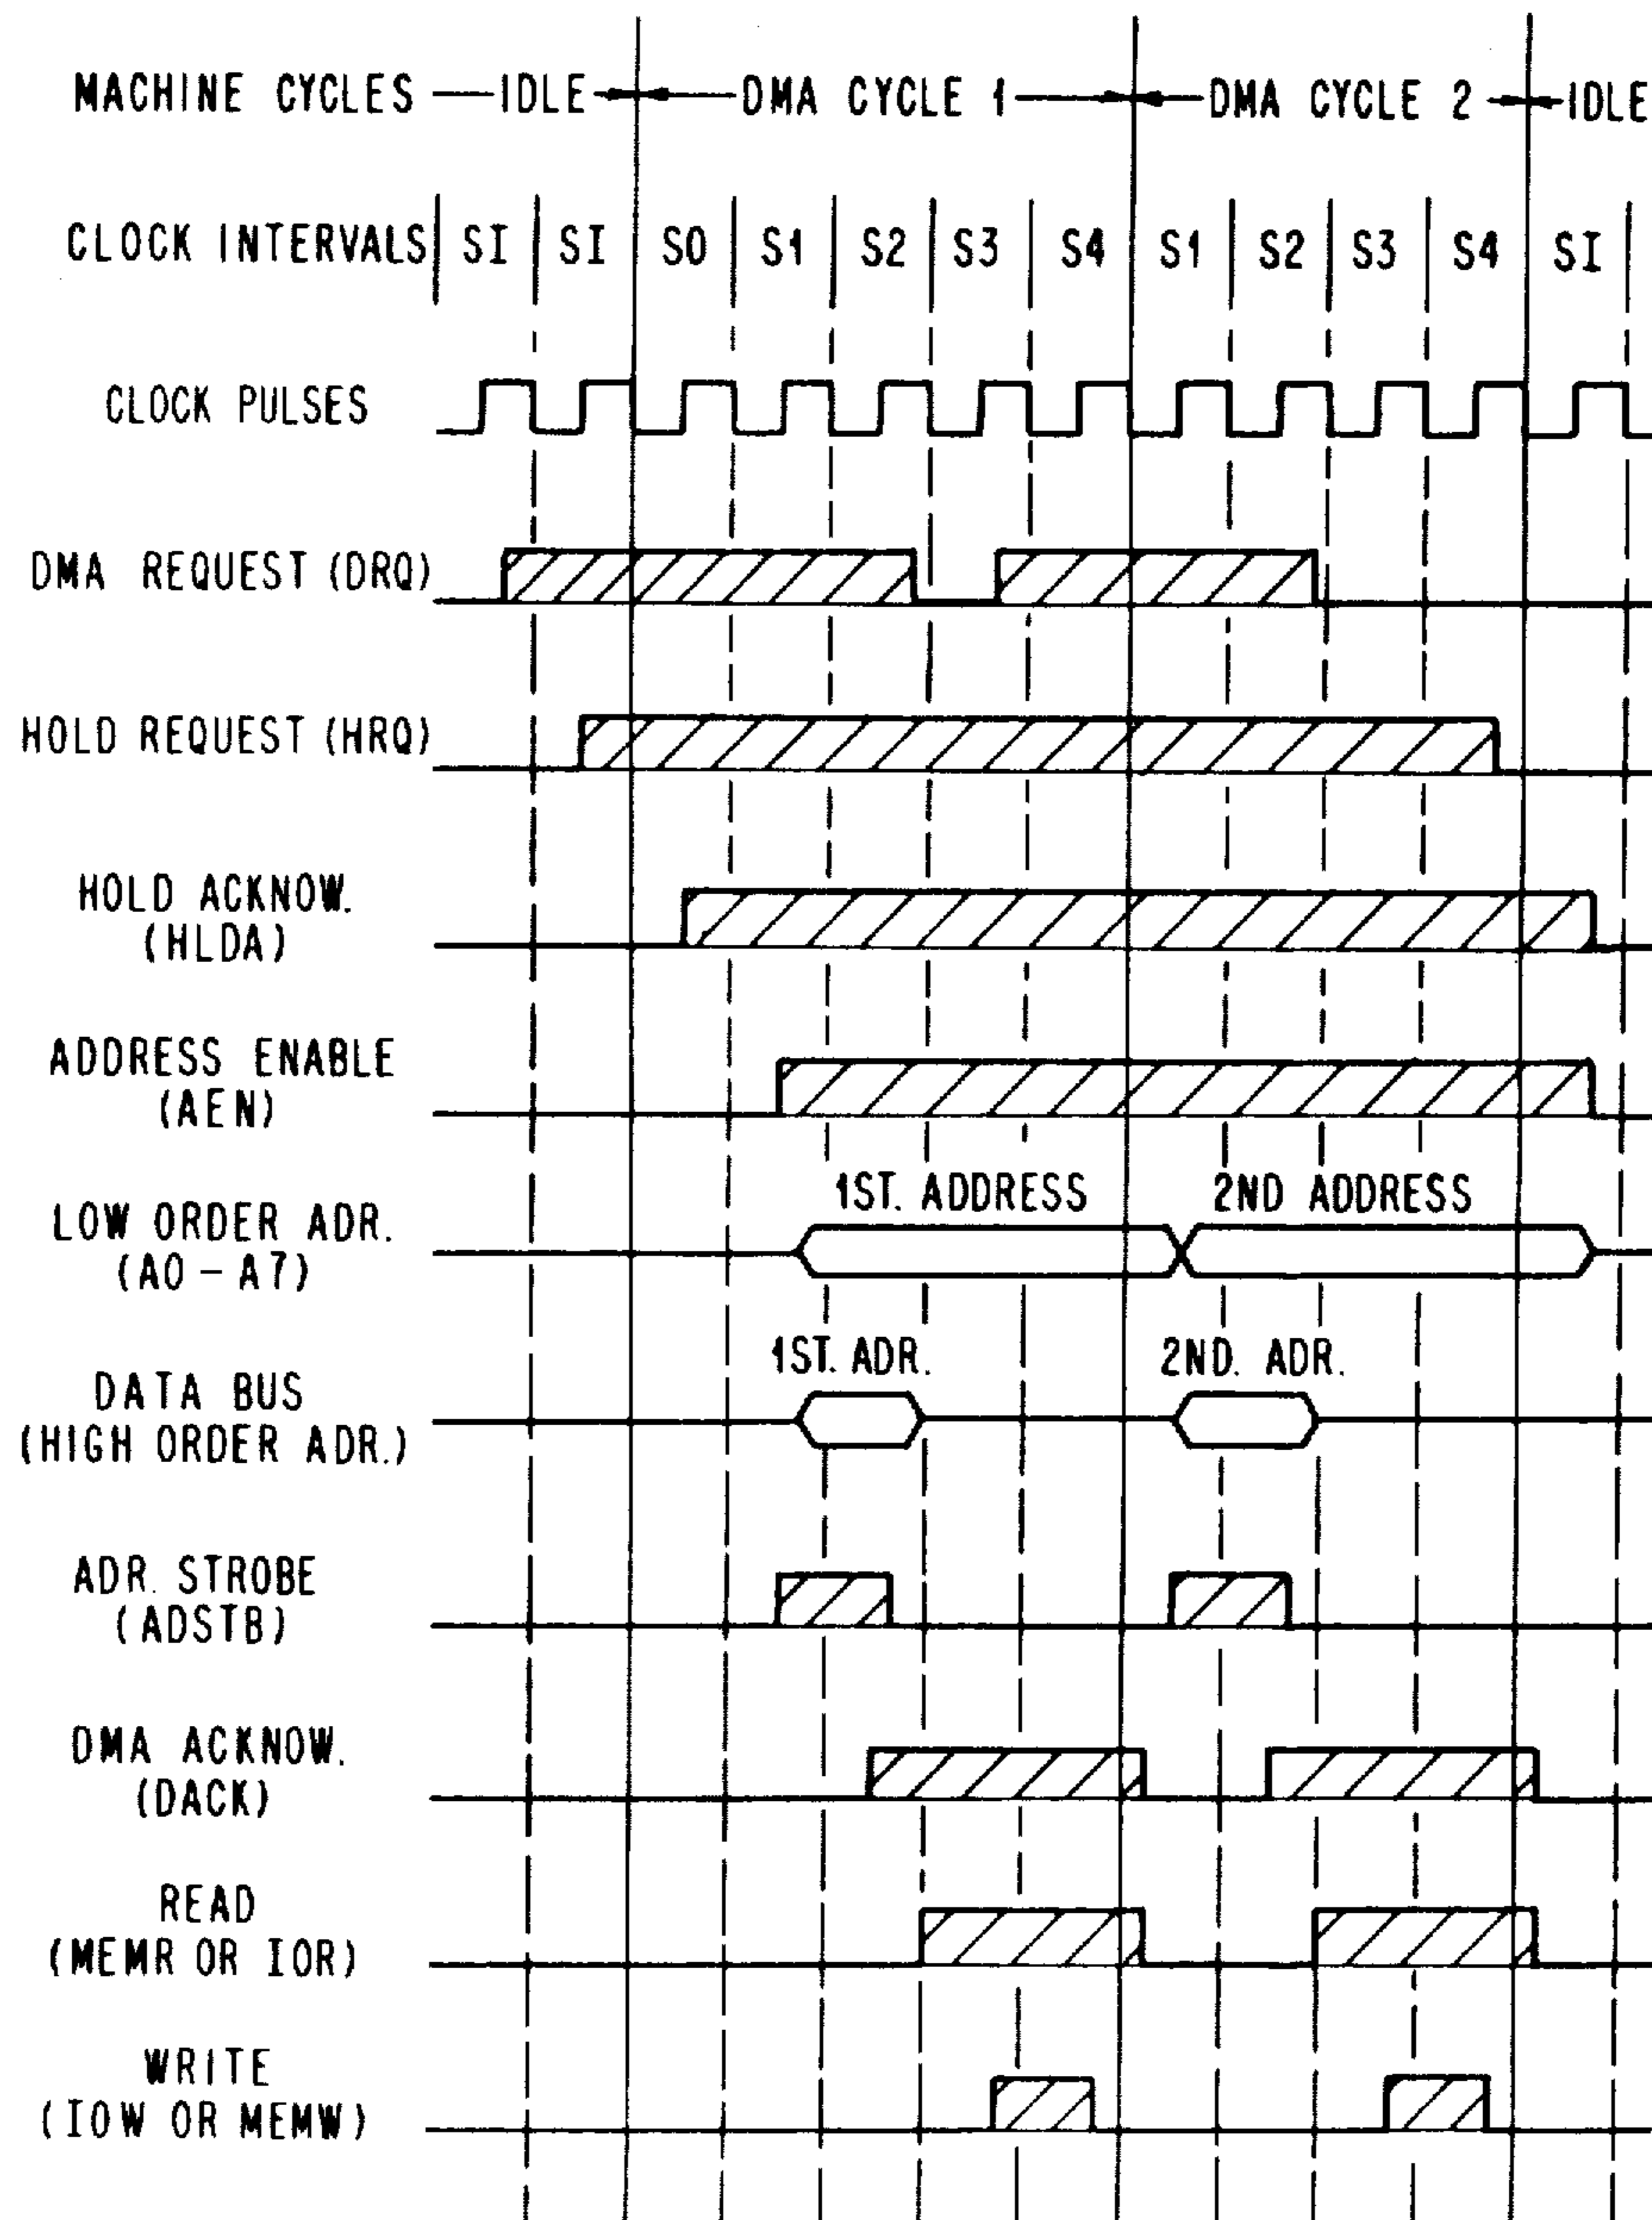 MACHINE CYCLES IDLE DMA CYCLE 1 DMA CYCLE 2 IDLE
CLOCK INTERVALS SI SI S0 S1 S2 S3 S4 S1 S2 S3 S4 SI
CLOCK PULSES
DMA REQUEST (DRQ)
HOLD REQUEST (HRQ)
HOLD ACKNOW.
(HLDA)
ADDRESS ENABLE
(AEN)
1ST. ADDRESS 2ND ADDRESS
LOW ORDER ADR.
(A0-A7)
1ST. ADR. 2ND. ADR.
DATA BUS
(HIGH ORDER ADR.)
ADR. STROBE
(ADSTB)
DMA ACKNOW.
(DACK)
READ
(MEMR OR IOR)
WRITE
(IOW OR MEMW)